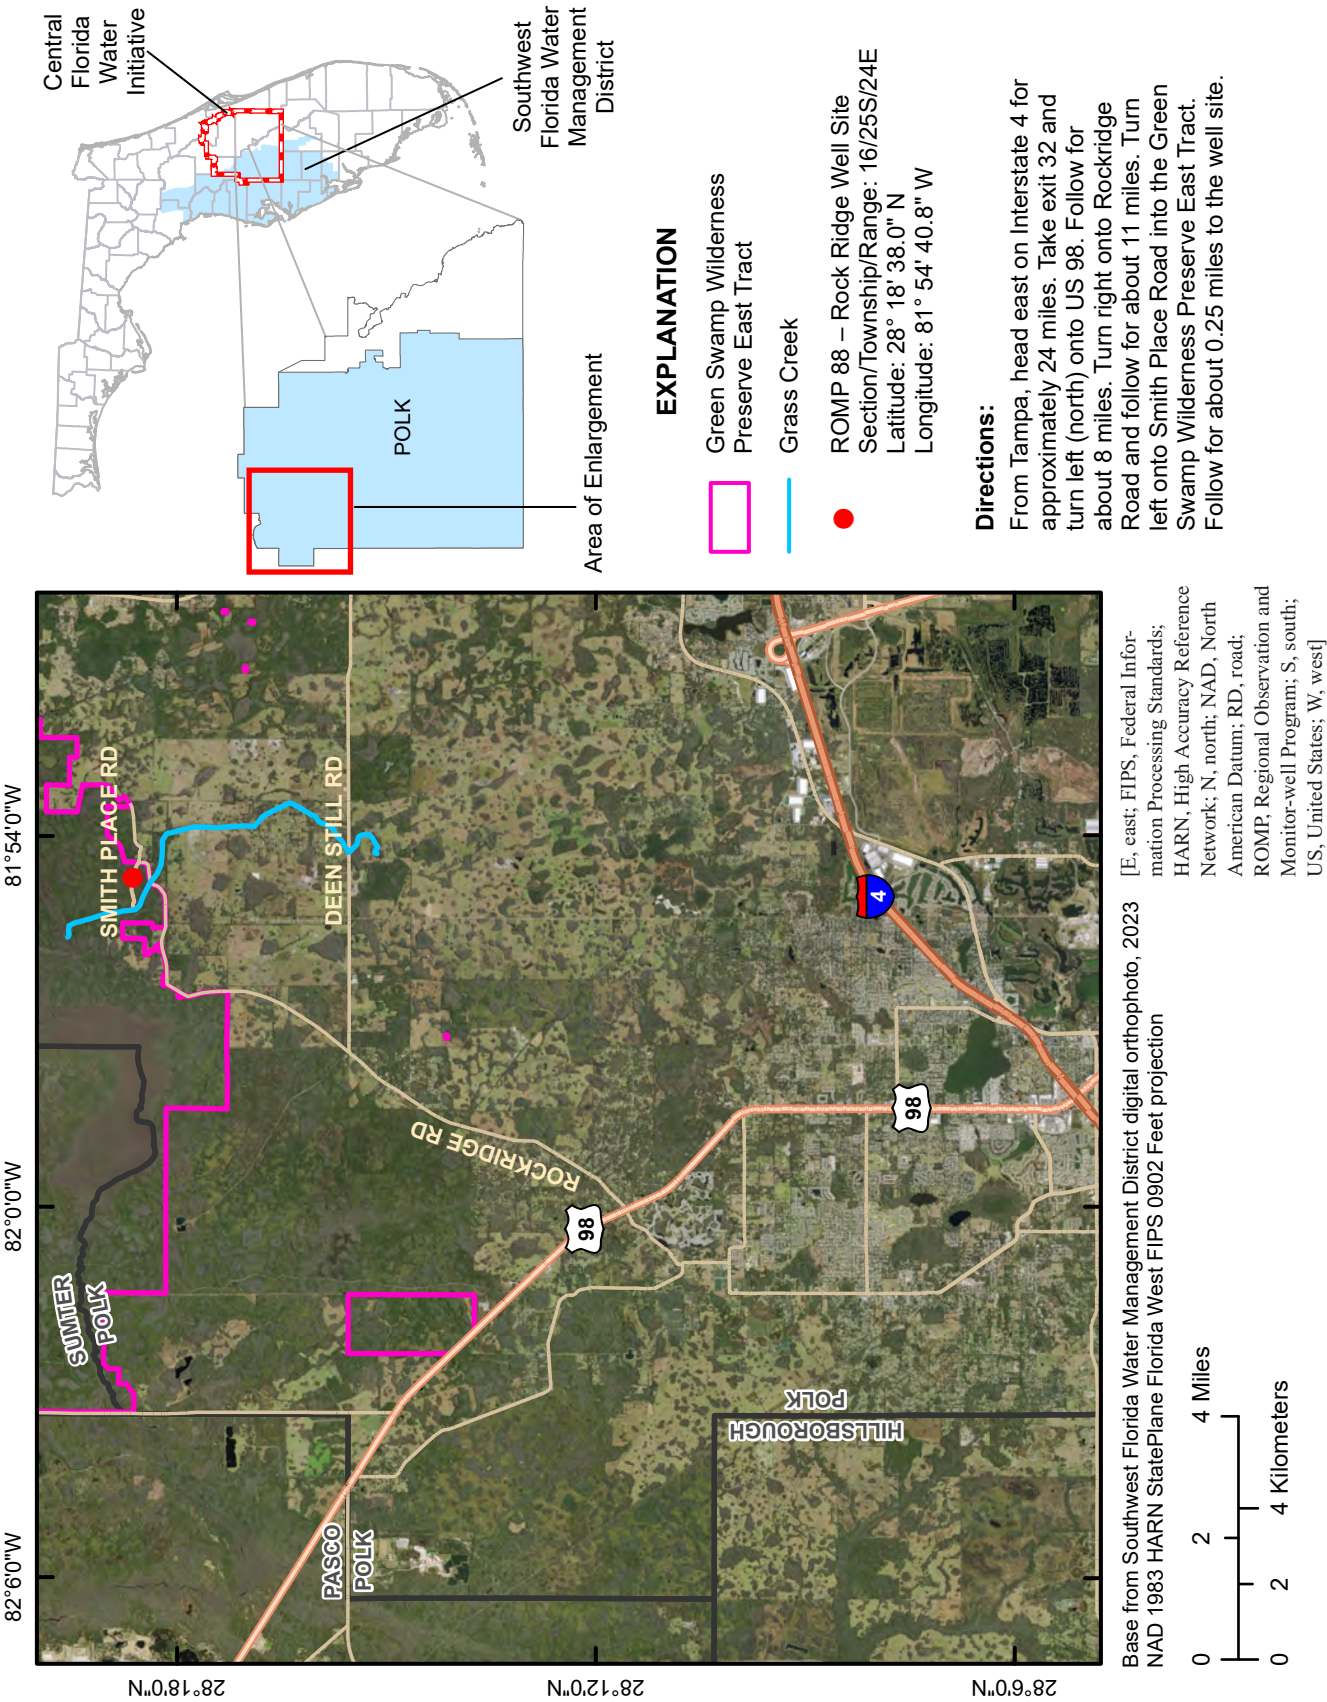 82°6'0"W
82°0'0"W
81°54'0"W
28°18'0"N
28°12'0"N
28°6'0"N
SUMTER
POLK
SMITH PLACE RD
DEEN STILL RD
ROCKRIDGE RD
PASCO
POLK
98
98
4
HILLSBOROUGH
POLK
Central
Florida
Water
Initiative
Southwest
Florida Water
Management
District
POLK
Area of Enlargement
EXPLANATION
Green Swamp Wilderness
Preserve East Tract
Grass Creek
ROMP 88 – Rock Ridge Well Site
Section/Township/Range: 16/25S/24E
Latitude: 28° 18' 38.0" N
Longitude: 81° 54' 40.8" W
Directions:
From Tampa, head east on Interstate 4 for
approximately 24 miles. Take exit 32 and
turn left (north) onto US 98. Follow for
about 8 miles. Turn right onto Rockridge
Road and follow for about 11 miles. Turn
left onto Smith Place Road into the Green
Swamp Wilderness Preserve East Tract.
Follow for about 0.25 miles to the well site.
Base from Southwest Florida Water Management District digital orthophoto, 2023
NAD 1983 HARN StatePlane Florida West FIPS 0902 Feet projection
0 2 4 Miles
0 2 4 Kilometers
[E, east; FIPS, Federal Infor-
mation Processing Standards;
HARN, High Accuracy Reference
Network; N, north; NAD, North
American Datum; RD, road;
ROMP, Regional Observation and
Monitor-well Program; S, south;
US, United States; W, west]